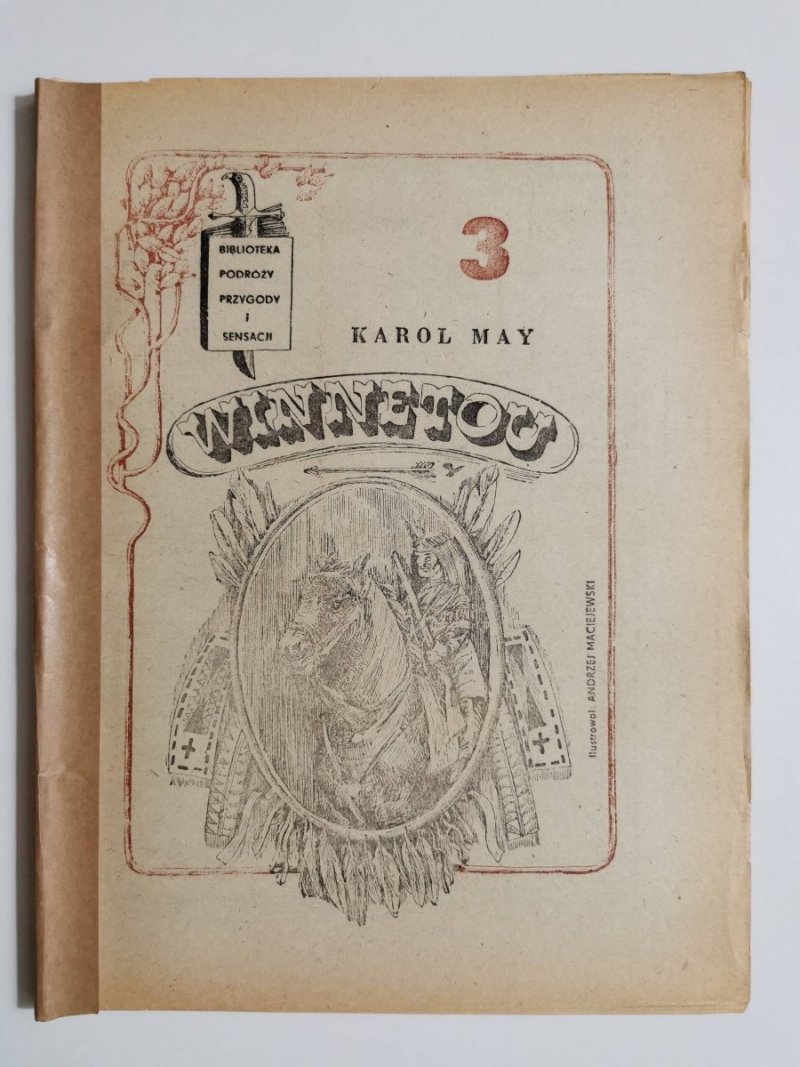 BIBLIOTEKA
PODRÓŻY
PRZYGODY
i
SENSACJI
3
KAROL MAY
WINNETOU
Ilustrował: ANDRZEJ MACIEJEWSKI